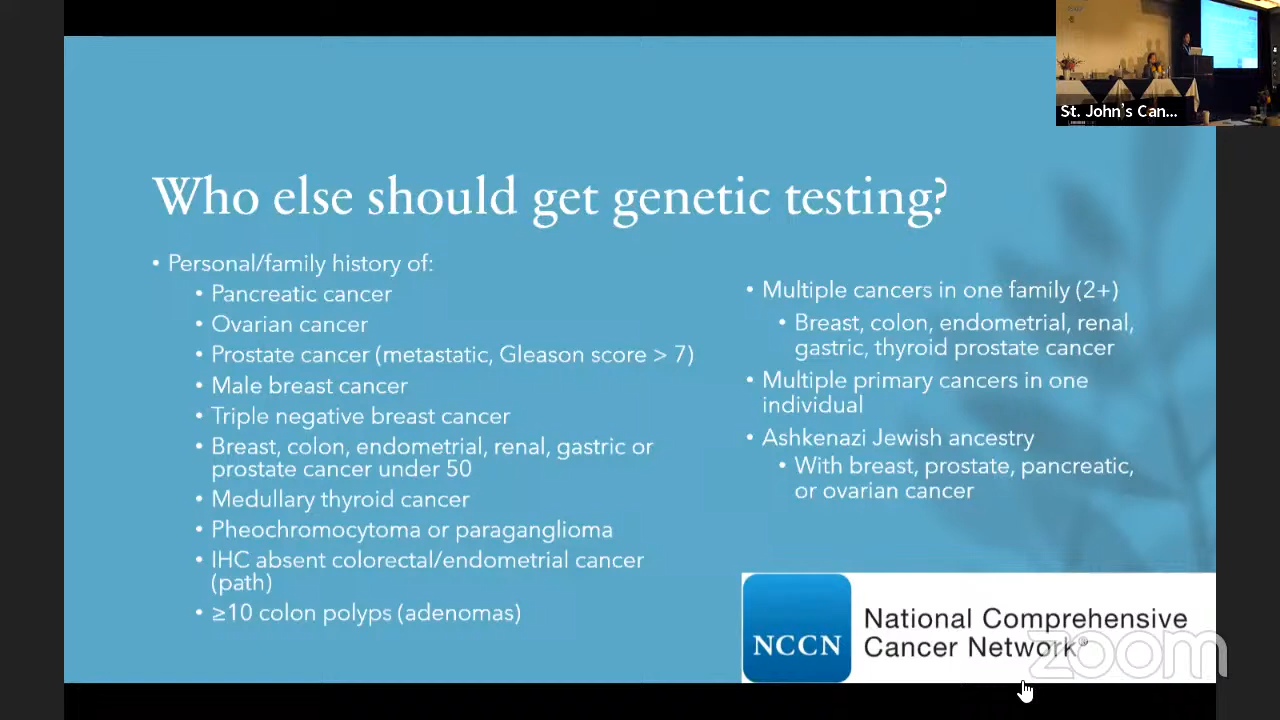 St. John's Can...
Who else should get genetic testing?
• Personal/family history of:
• Pancreatic cancer
• Ovarian cancer
• Prostate cancer (metastatic, Gleason score > 7)
• Male breast cancer
• Triple negative breast cancer
• Breast, colon, endometrial, renal, gastric or
prostate cancer under 50
• Medullary thyroid cancer
• Pheochromocytoma or paraganglioma
• IHC absent colorectal/endometrial cancer
(path)
• ≥10 colon polyps (adenomas)
• Multiple cancers in one family (2+)
• Breast, colon, endometrial, renal,
gastric, thyroid prostate cancer
• Multiple primary cancers in one
individual
• Ashkenazi Jewish ancestry
• With breast, prostate, pancreatic,
or ovarian cancer
NCCN
National Comprehensive
Cancer Network®
zoom